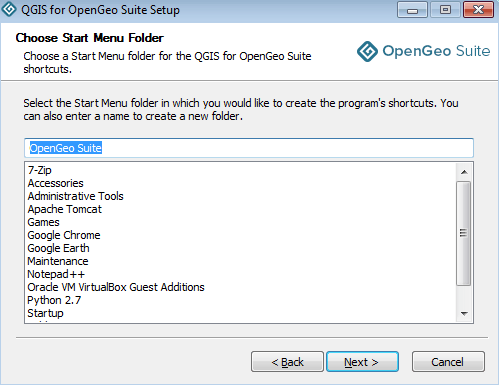 QGIS for OpenGeo Suite Setup
Choose Start Menu Folder
Choose a Start Menu folder for the QGIS for OpenGeo Suite
shortcuts.
OpenGeo Suite
Select the Start Menu folder in which you would like to create the program's shortcuts. You
can also enter a name to create a new folder.
OpenGeo Suite
7-Zip
Accessories
Administrative Tools
Apache Tomcat
Games
Google Chrome
Google Earth
Maintenance
Notepad++
Oracle VM VirtualBox Guest Additions
Python 2.7
Startup
< Back
Next >
Cancel